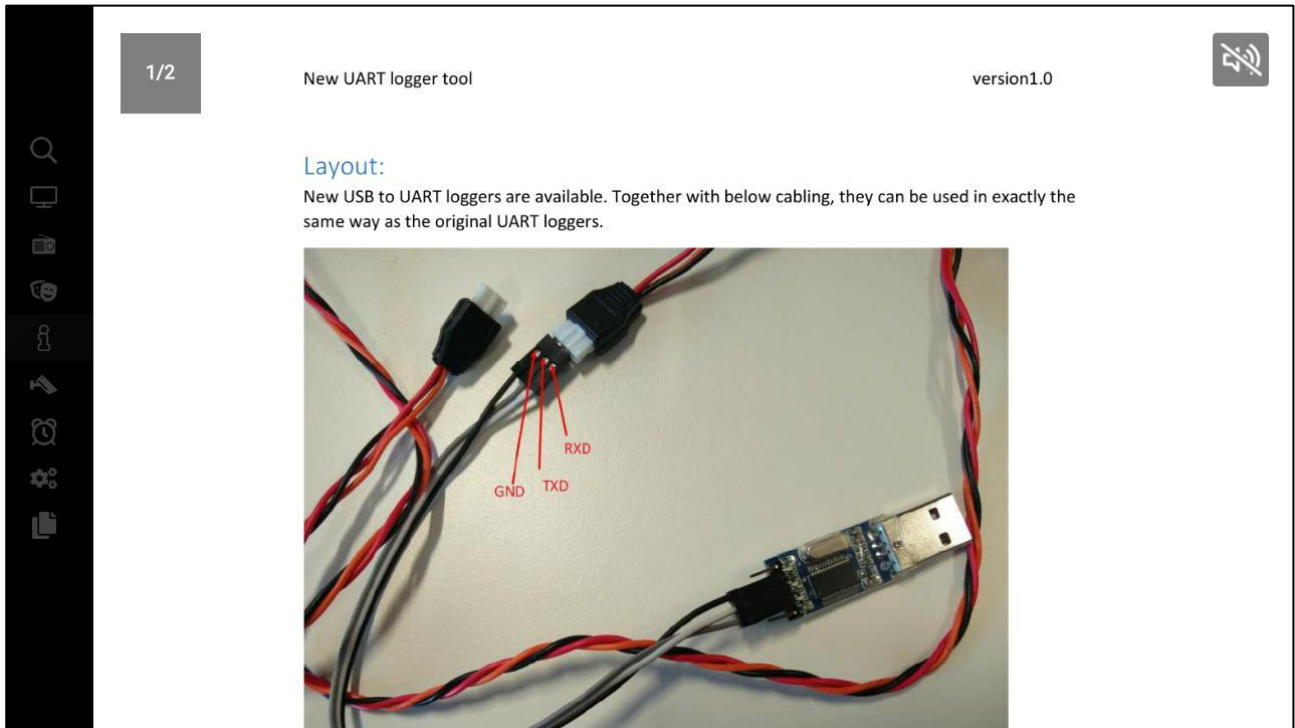 1/2
New UART logger tool version1.0
Layout:
New USB to UART loggers are available. Together with below cabling, they can be used in exactly the
same way as the original UART loggers.
RXD
TXD
GND